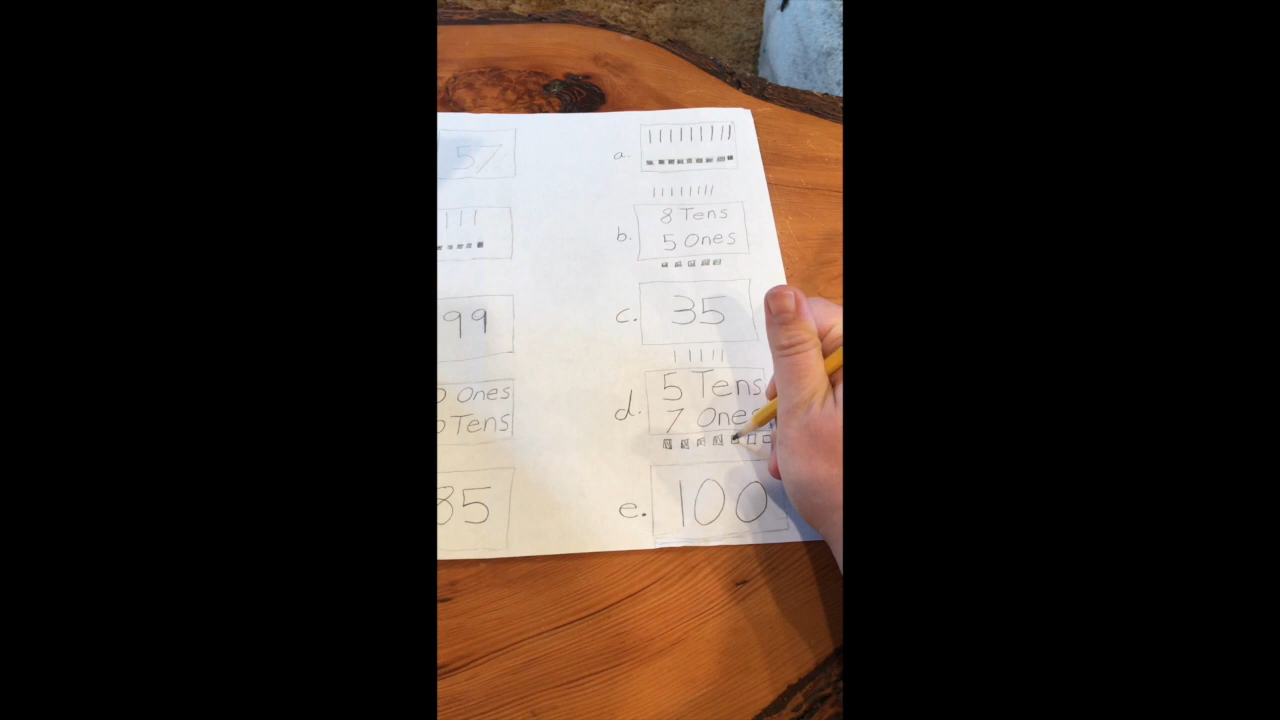 57
99
Ones
Tens
85
a.
b.
8 Tens
5 Ones
c.
35
d.
5 Tens
7 Ones
e.
100